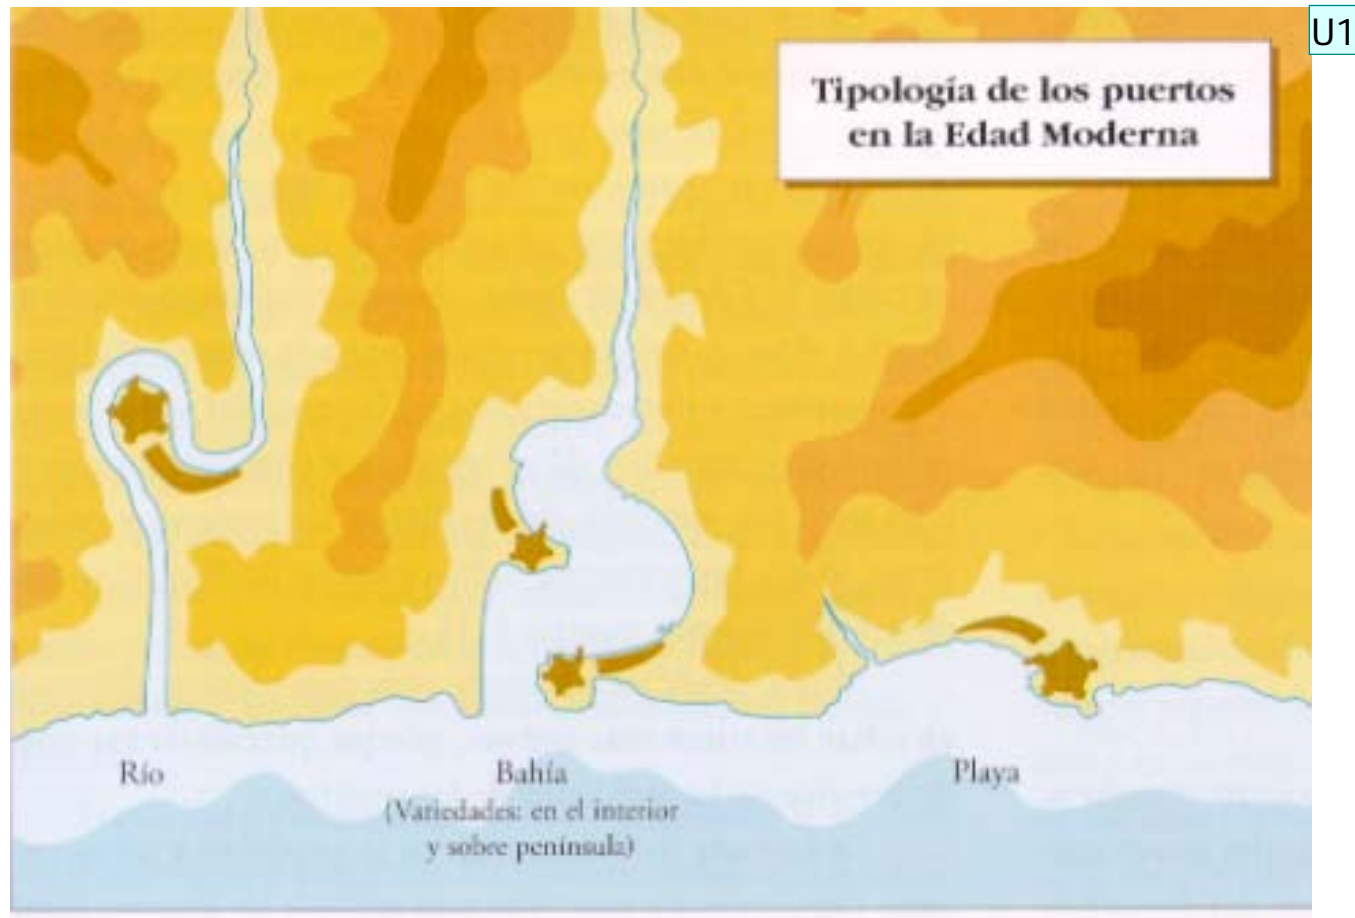 U1
Tipología de los puertos
en la Edad Moderna
Río
Bahía
(Variedades: en el interior
y sobre península)
Playa